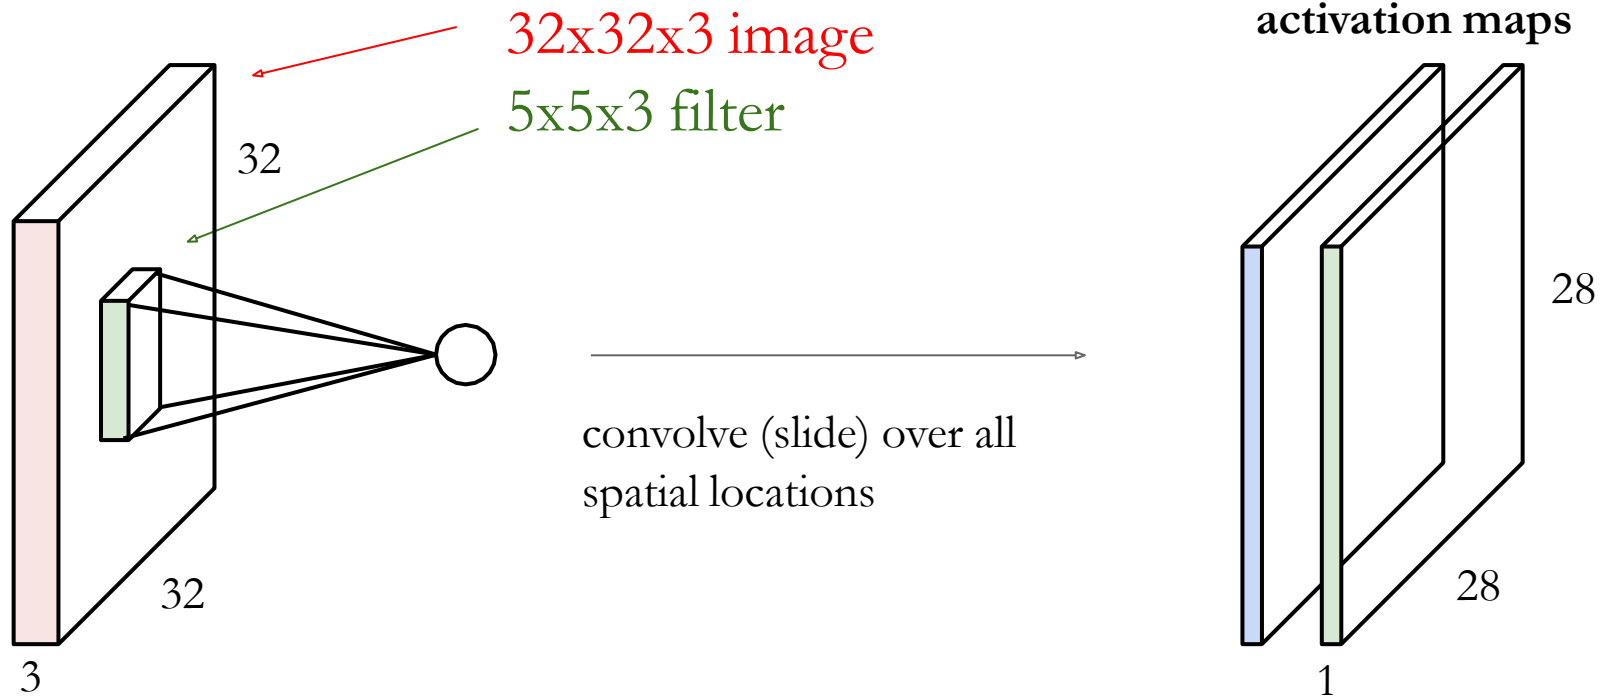 32x32x3 image
5x5x3 filter
32
32
3
convolve (slide) over all
spatial locations
activation maps
28
28
1